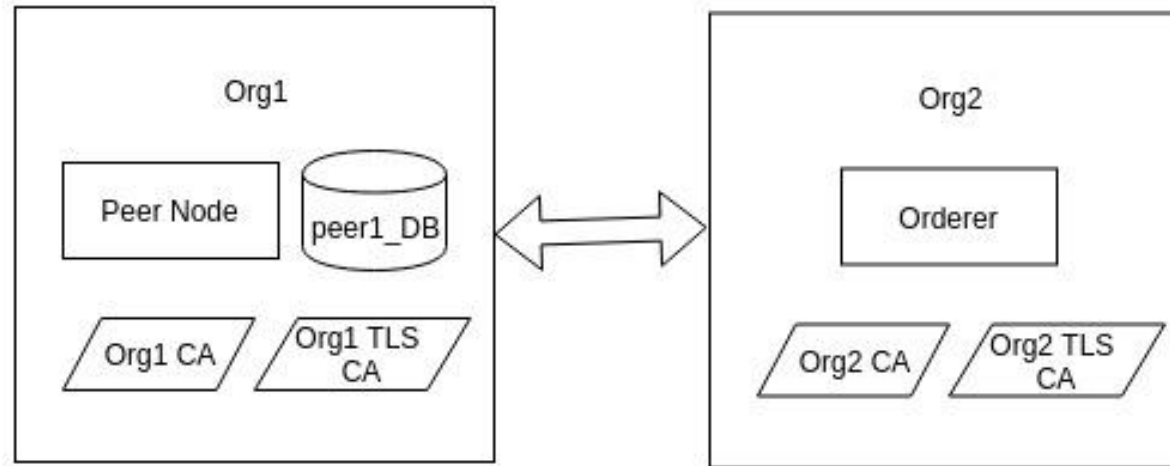 Org1
Peer Node
peer1_DB
Org1 CA
Org1 TLS
CA
Org2
Orderer
Org2 CA
Org2 TLS
CA